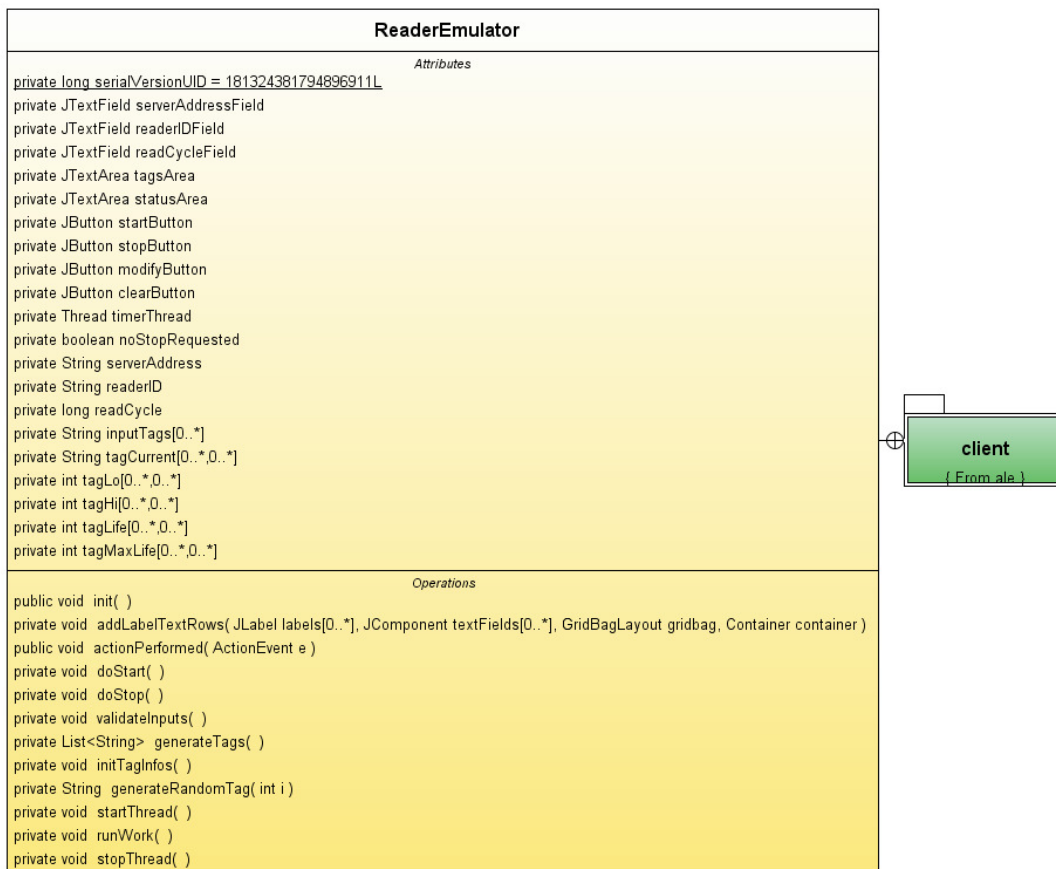 ReaderEmulator
Attributes
private long serialVersionUID = 181324381794896911L
private JTextField serverAddressField
private JTextField readerIDField
private JTextField readCycleField
private JTextArea tagsArea
private JTextArea statusArea
private JButton startButton
private JButton stopButton
private JButton modifyButton
private JButton clearButton
private Thread timerThread
private boolean noStopRequested
private String serverAddress
private String readerID
private long readCycle
private String inputTags[0..*]
private String tagCurrent[0..*,0..*]
private int tagLo[0..*,0..*]
private int tagHi[0..*,0..*]
private int tagLife[0..*,0..*]
private int tagMaxLife[0..*,0..*]
Operations
public void init( )
private void addLabelTextRows( JLabel labels[0..*], JComponent textFields[0..*], GridBagLayout gridbag, Container container )
public void actionPerformed( ActionEvent e )
private void doStart( )
private void doStop( )
private void validateInputs( )
private List<String> generateTags( )
private void initTagInfos( )
private String generateRandomTag( int i )
private void startThread( )
private void runWork( )
private void stopThread( )
client
{ From ale }